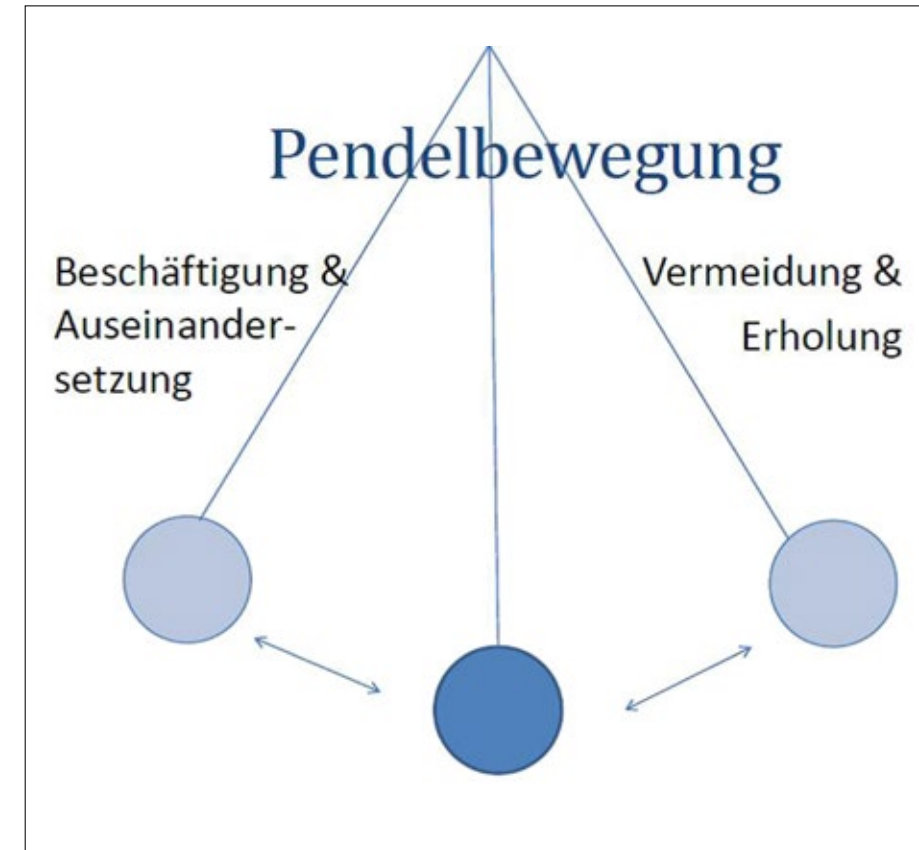 Pendelbewegung
Beschäftigung &
Auseinander-
setzung
Vermeidung &
Erholung